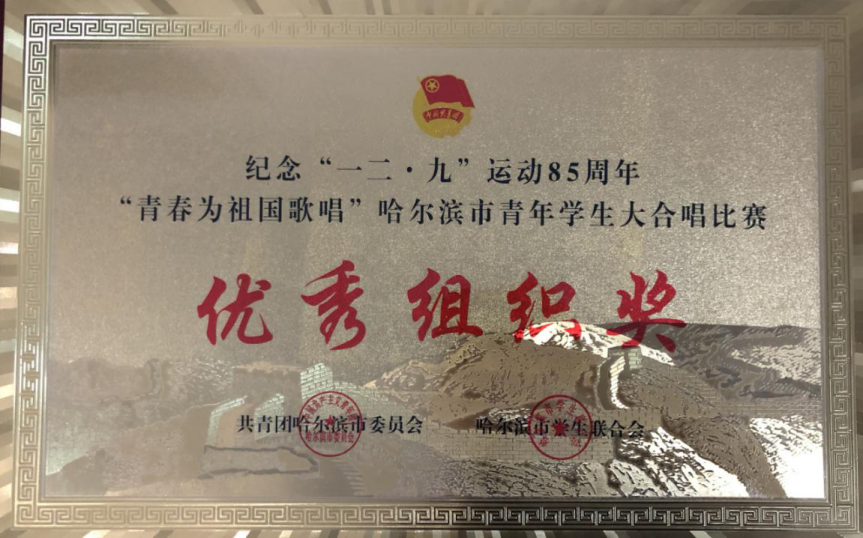 纪念“一二·九”运动85周年
“青春为祖国歌唱”哈尔滨市青年学生大合唱比赛
优秀组织奖
共青团哈尔滨市委员会
哈尔滨市学生联合会